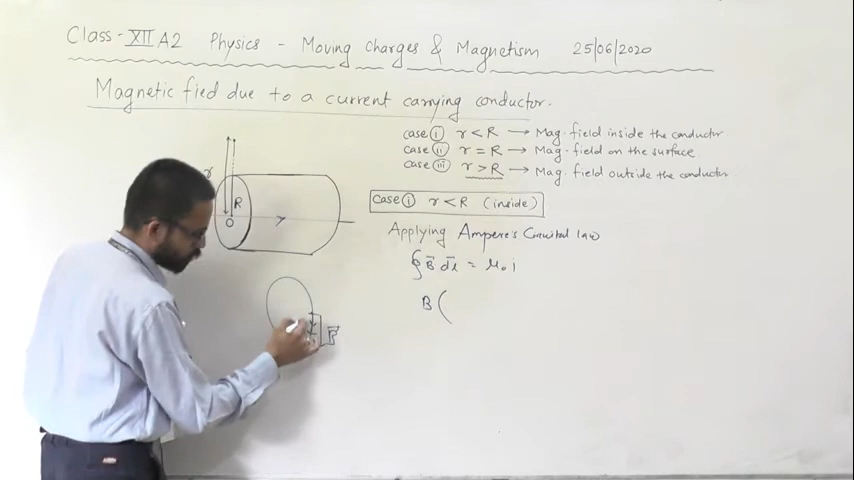 Class-XII A2 Physics - Moving Charges & Magnetism 25/06/2020
Magnetic fied due to a current carrying conductor.
case (i) r < R → Mag. field inside the conductor
case (ii) r = R → Mag. field on the surface
case (iii) r > R → Mag. field outside the conductor
r
R
O
case (i) r < R (inside)
Applying Ampere's Circuital law
∮ B⃗ dl⃗ = μ₀ i
B (
B⃗